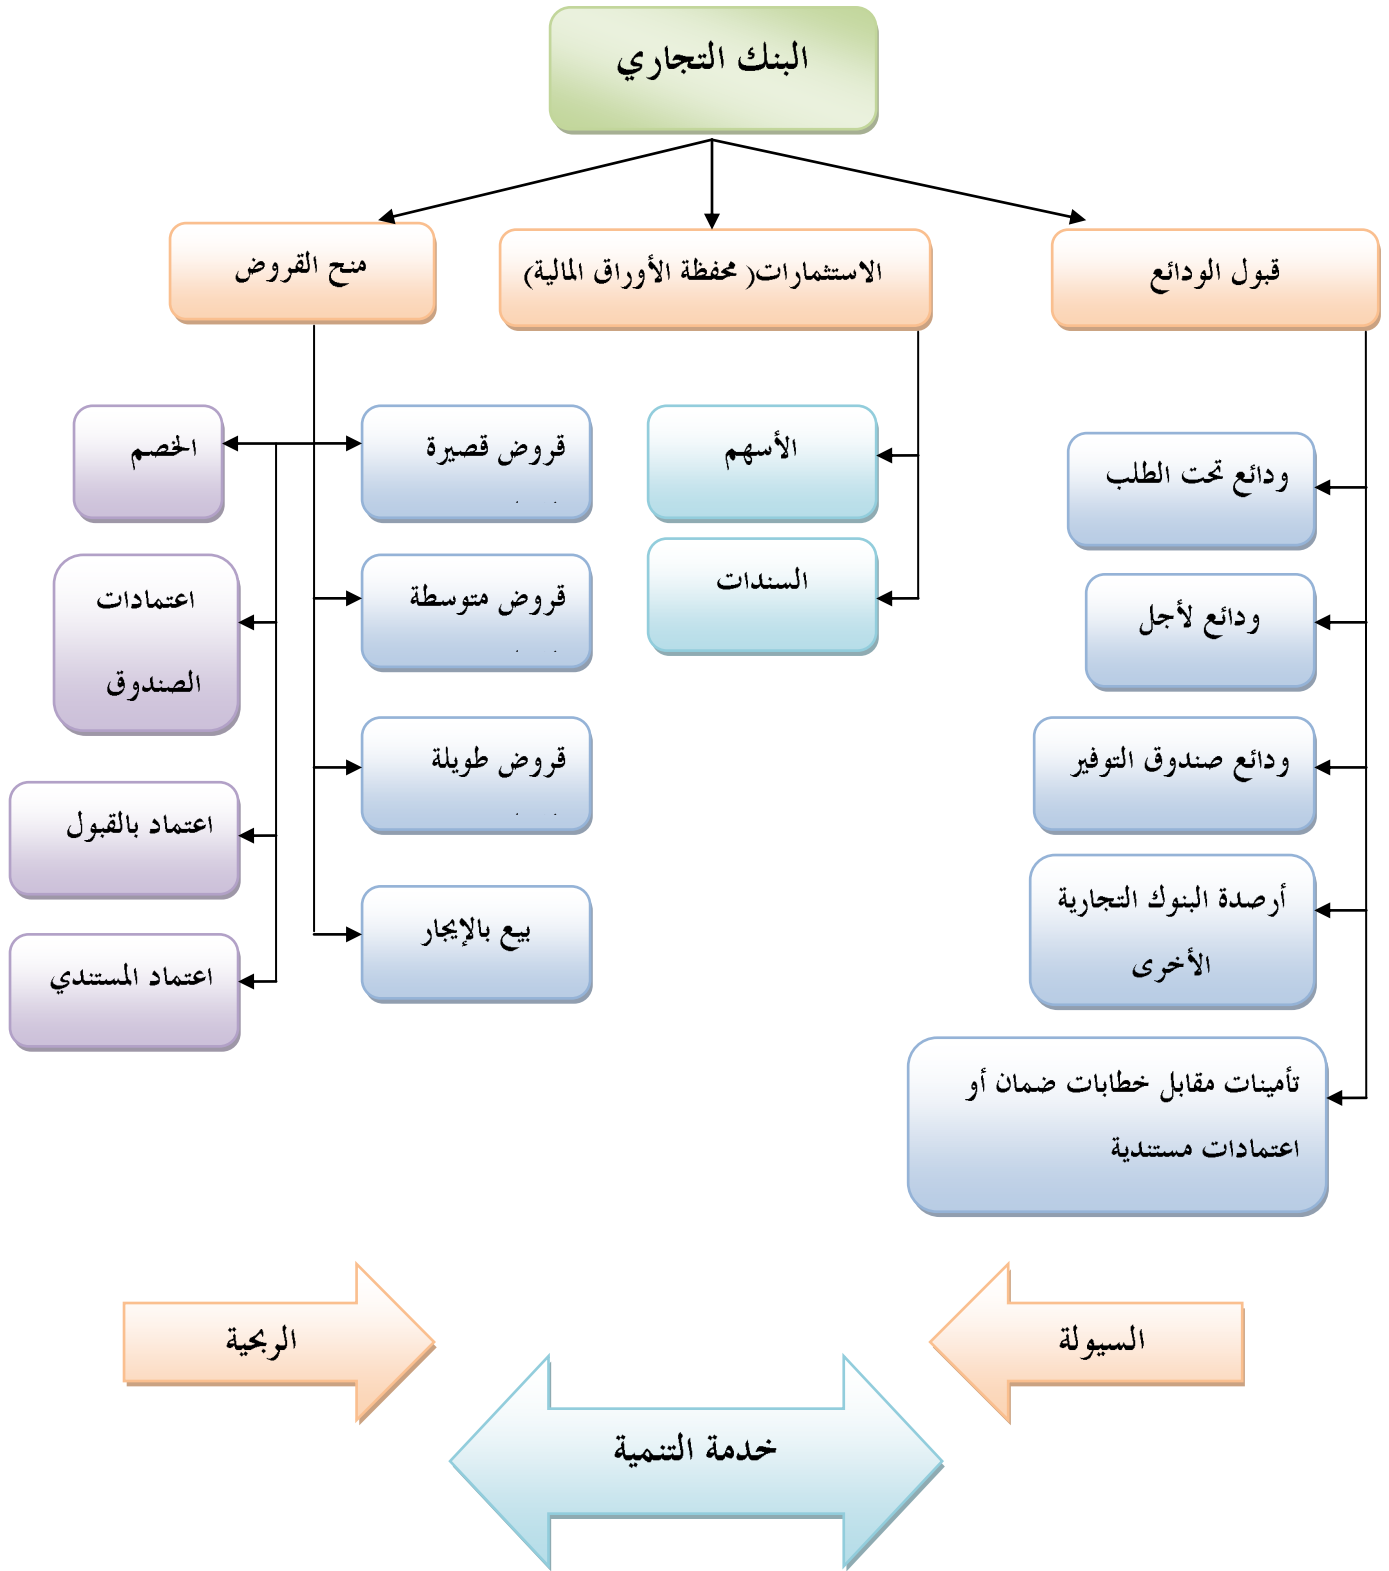 البنك التجاري
قبول الودائع
الاستثمارات( محفظة الأوراق المالية)
منح القروض
ودائع تحت الطلب
ودائع لأجل
ودائع صندوق التوفير
أرصدة البنوك التجارية
الأخرى
تأمينات مقابل خطابات ضمان أو
اعتمادات مستندية
الأسهم
السندات
قروض قصيرة
قروض متوسطة
قروض طويلة
بيع بالإيجار
الخصم
اعتمادات
الصندوق
اعتماد بالقبول
اعتماد المستندي
السيولة
الربحية
خدمة التنمية